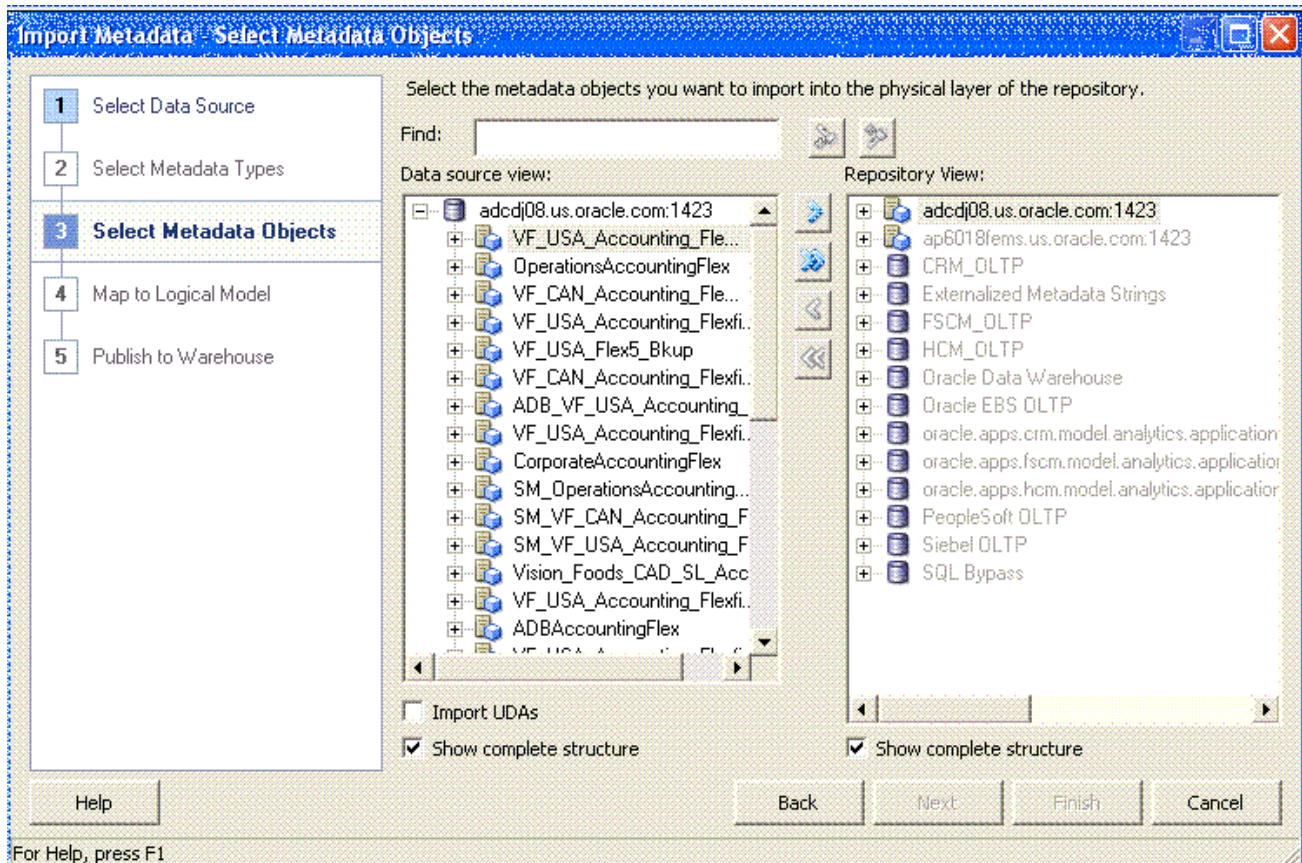 Import Metadata - Select Metadata Objects
1 Select Data Source
2 Select Metadata Types
3 Select Metadata Objects
4 Map to Logical Model
5 Publish to Warehouse
Select the metadata objects you want to import into the physical layer of the repository.
Find:
Data source view:
adcdj08.us.oracle.com:1423
VF_USA_Accounting_Fle...
OperationsAccountingFlex
VF_CAN_Accounting_Fle...
VF_USA_Accounting_Flexfi...
VF_USA_Flex5_Bkup
VF_CAN_Accounting_Flexfi..
ADB_VF_USA_Accounting_
VF_USA_Accounting_Flexfi..
CorporateAccountingFlex
SM_OperationsAccounting...
SM_VF_CAN_Accounting_F
SM_VF_USA_Accounting_F
Vision_Foods_CAD_SL_Acc
VF_USA_Accounting_Flexfi..
ADBAccountingFlex
Import UDAs
Show complete structure
Repository View:
adcdj08.us.oracle.com:1423
ap6018fems.us.oracle.com:1423
CRM_OLTP
Externalized Metadata Strings
FSCM_OLTP
HCM_OLTP
Oracle Data Warehouse
Oracle EBS OLTP
oracle.apps.crm.model.analytics.application
oracle.apps.fscm.model.analytics.application
oracle.apps.hcm.model.analytics.application
PeopleSoft OLTP
Siebel OLTP
SQL Bypass
Show complete structure
Help
Back
Next
Finish
Cancel
For Help, press F1